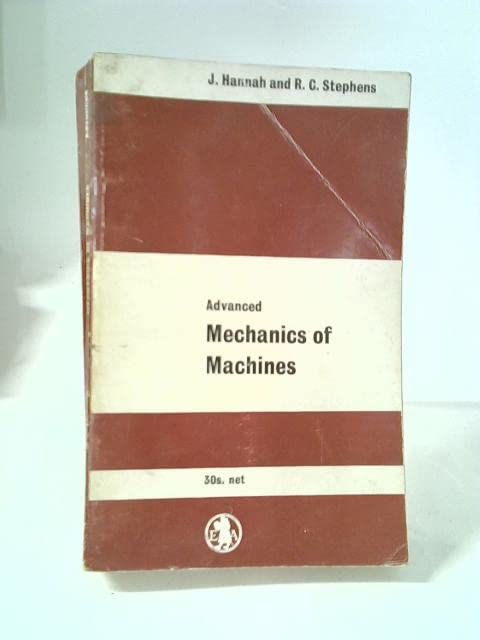 J. Hannah and R. C. Stephens
Advanced
Mechanics of
Machines
30s. net
E A